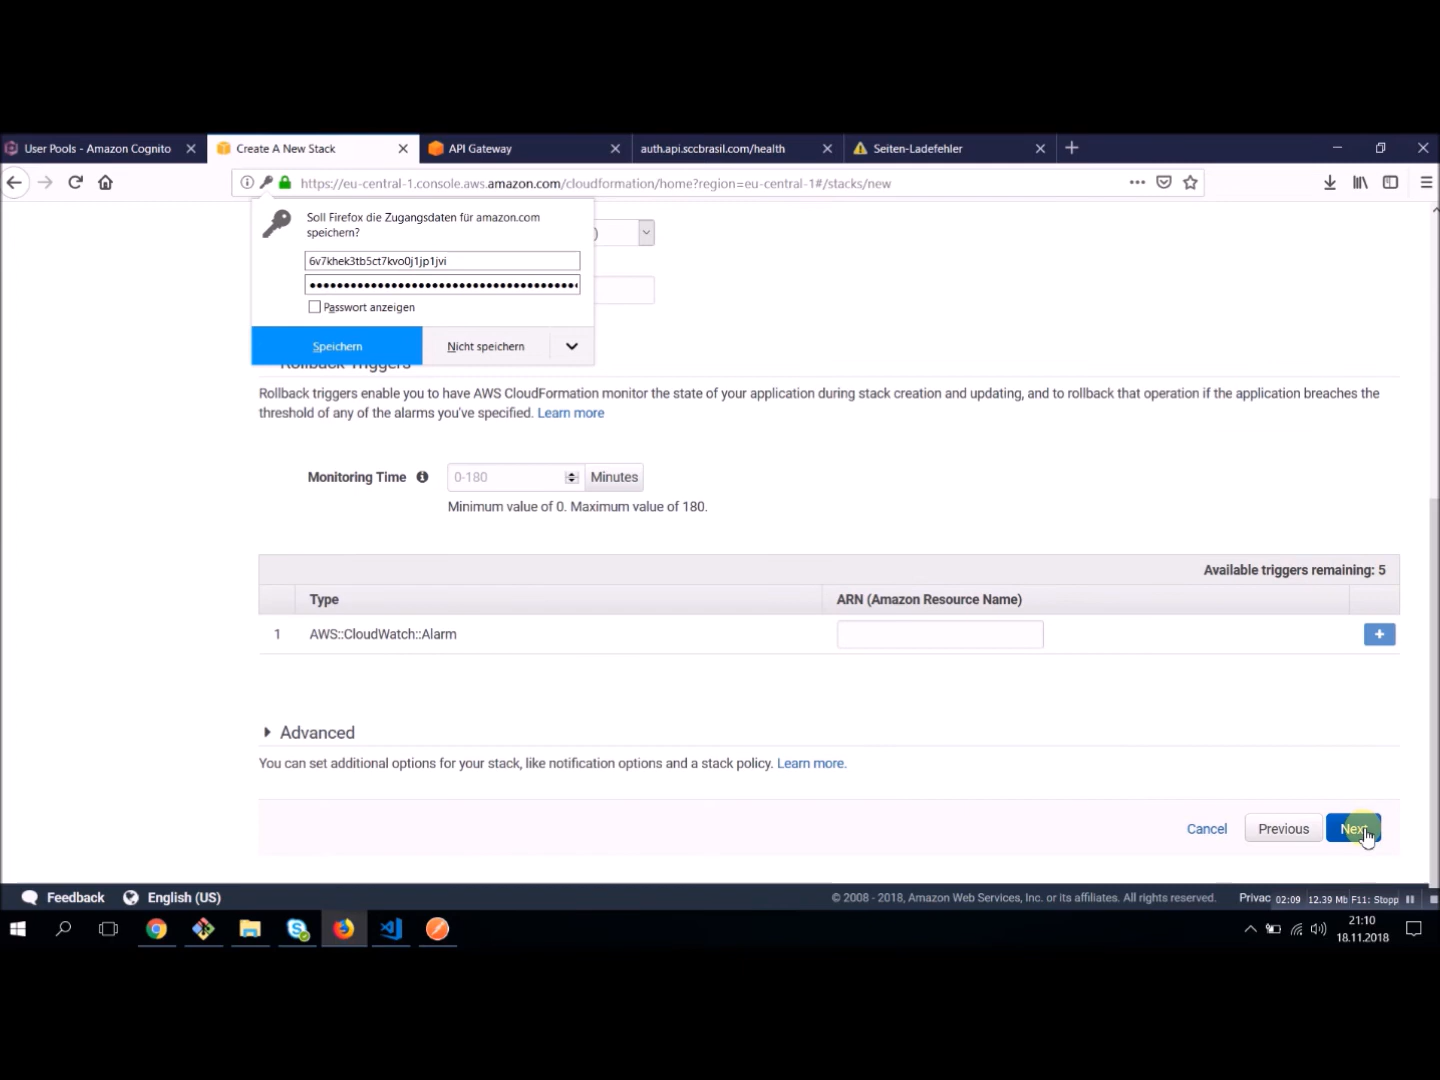 User Pools - Amazon Cognito
Create A New Stack
API Gateway
auth.api.sccbrasil.com/health
Seiten-Ladefehler
https://eu-central-1.console.aws.amazon.com/cloudformation/home?region=eu-central-1#/stacks/new
Soll Firefox die Zugangsdaten für amazon.com
speichern?
)
6v7khek3tb5ct7kvo0j1jp1jvi
Passwort anzeigen
Speichern
Nicht speichern
Rollback Triggers
Rollback triggers enable you to have AWS CloudFormation monitor the state of your application during stack creation and updating, and to rollback that operation if the application breaches the
threshold of any of the alarms you've specified. Learn more
Monitoring Time
0-180
Minutes
Minimum value of 0. Maximum value of 180.
Available triggers remaining: 5
Type
ARN (Amazon Resource Name)
1
AWS::CloudWatch::Alarm
+
Advanced
You can set additional options for your stack, like notification options and a stack policy. Learn more.
Cancel
Previous
Next
Feedback
English (US)
© 2008 - 2018, Amazon Web Services, Inc. or its affiliates. All rights reserved.
Privac
02:09 12.39 Mb F11: Stopp
21:10
18.11.2018